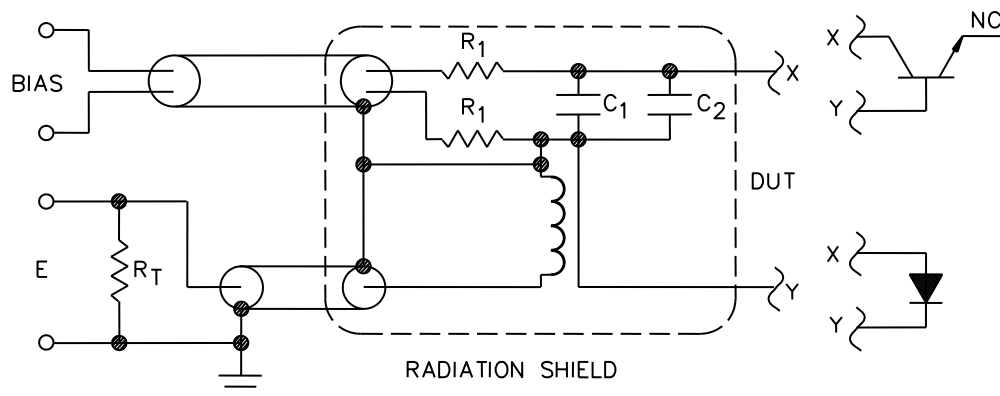 BIAS
R1
X
X
NC
C1
C2
R1
Y
DUT
E
RT
X
Y
Y
RADIATION SHIELD